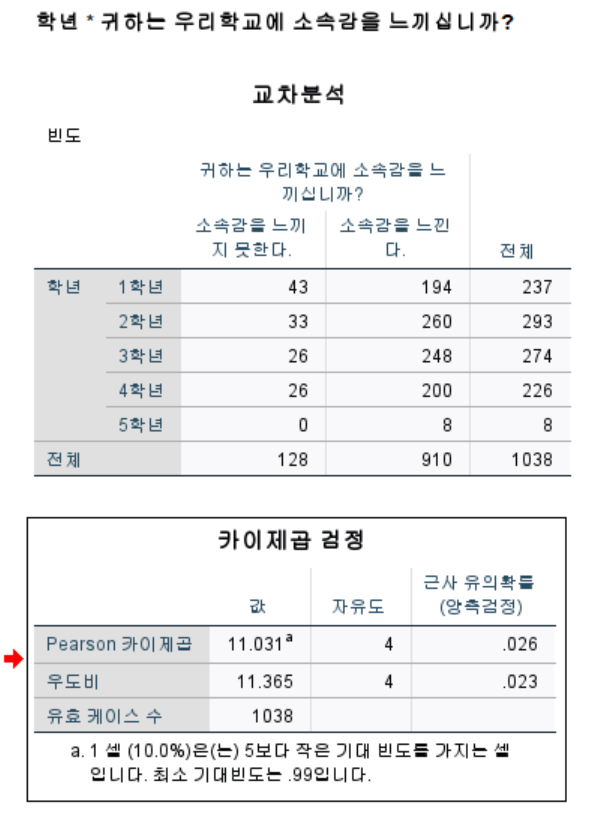 학년 * 귀하는 우리학교에 소속감을 느끼십니까?
교차분석
빈도
귀하는 우리학교에 소속감을 느
끼십니까?
소속감을 느끼 소속감을 느낀
지 못한다. 다. 전체
학년 1학년 43 194 237
2학년 33 260 293
3학년 26 248 274
4학년 26 200 226
5학년 0 8 8
전체 128 910 1038
카이제곱 검정
근사 유의확률
값 자유도 (양측검정)
Pearson 카이제곱 11.031a 4 .026
우도비 11.365 4 .023
유효 케이스 수 1038
a. 1 셀 (10.0%)은(는) 5보다 작은 기대 빈도를 가지는 셀
입니다. 최소 기대빈도는 .99입니다.